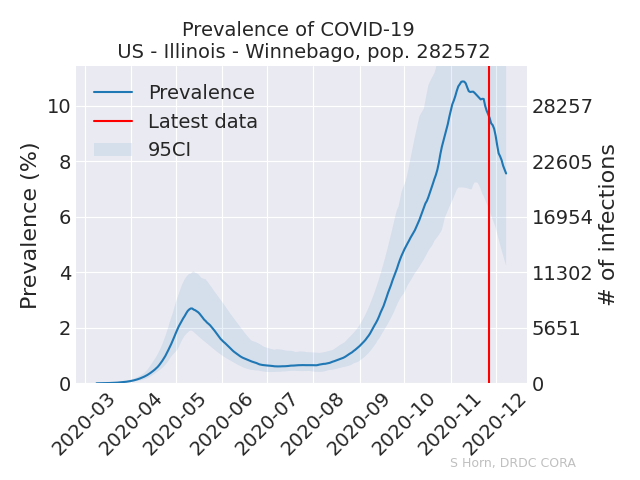 Prevalence of COVID-19
US - Illinois - Winnebago, pop. 282572
Prevalence
Latest data
95CI
Prevalence (%)
10
8
6
4
2
0
28257
22605
16954
11302
5651
0
# of infections
2020-03
2020-04
2020-05
2020-06
2020-07
2020-08
2020-09
2020-10
2020-11
2020-12
S Horn, DRDC CORA